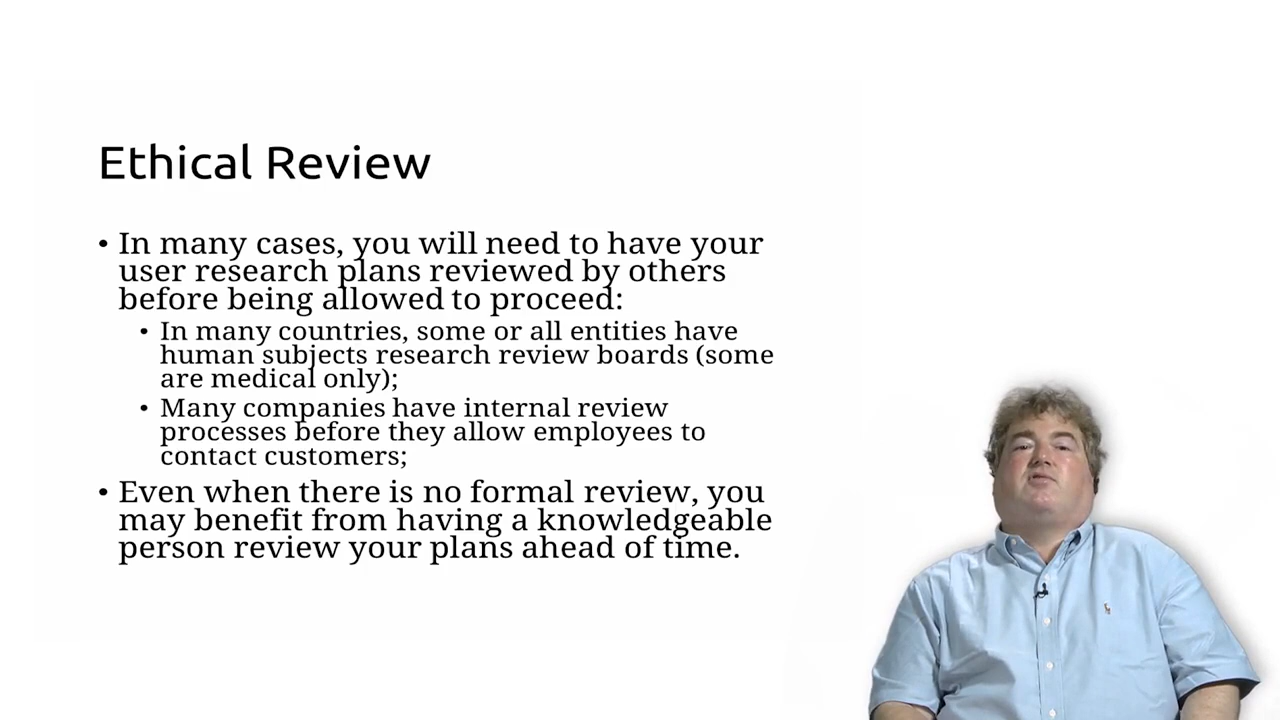 Ethical Review
• In many cases, you will need to have your
user research plans reviewed by others
before being allowed to proceed:
• In many countries, some or all entities have
human subjects research review boards (some
are medical only);
• Many companies have internal review
processes before they allow employees to
contact customers;
• Even when there is no formal review, you
may benefit from having a knowledgeable
person review your plans ahead of time.